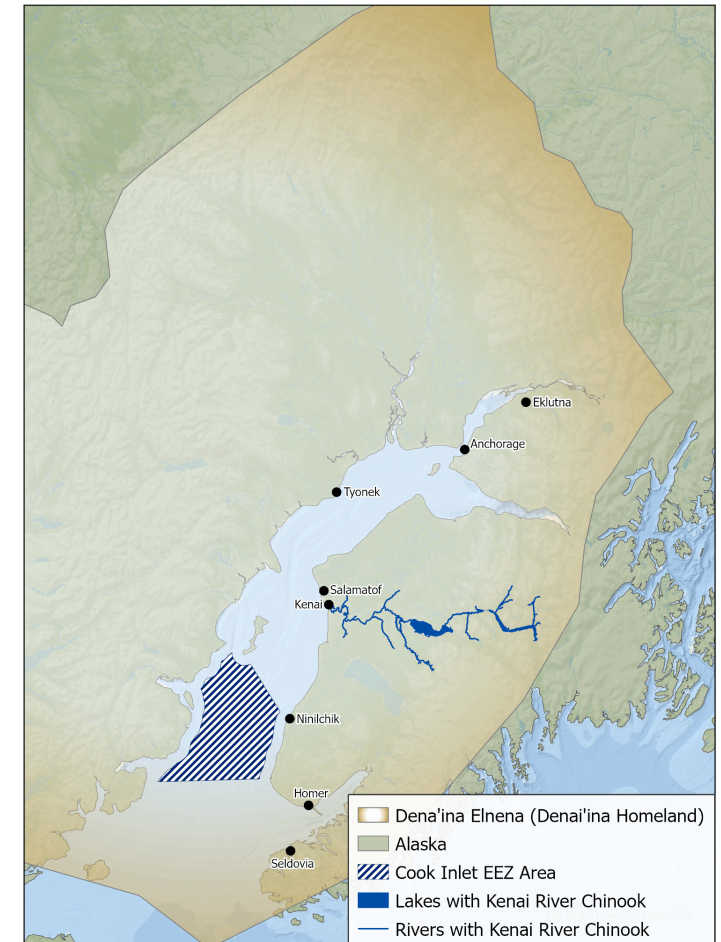 Eklutna
Anchorage
Tyonek
Salamatof
Kenai
Ninilchik
Homer
Seldovia
Dena'ina Elnena (Denai'ina Homeland)
Alaska
Cook Inlet EEZ Area
Lakes with Kenai River Chinook
Rivers with Kenai River Chinook